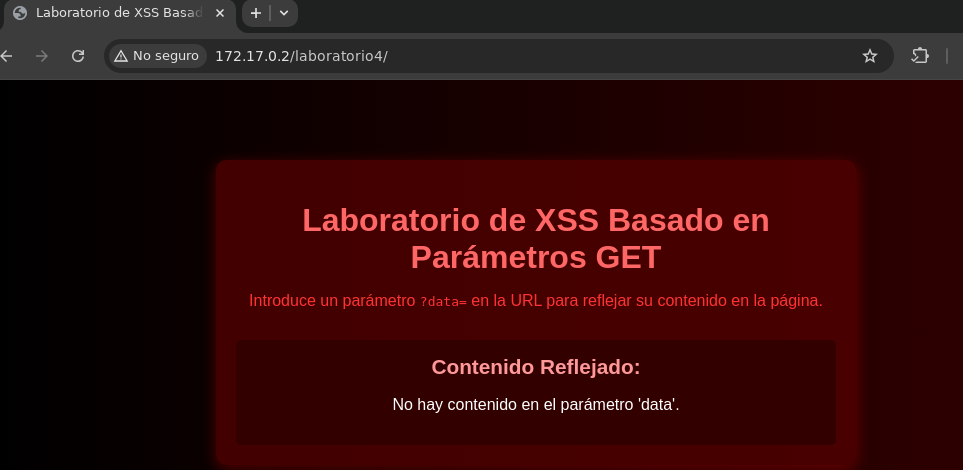 Laboratorio de XSS Basad
No seguro 172.17.0.2/laboratorio4/
Laboratorio de XSS Basado en
Parámetros GET
Introduce un parámetro ?data= en la URL para reflejar su contenido en la página.
Contenido Reflejado:
No hay contenido en el parámetro 'data'.